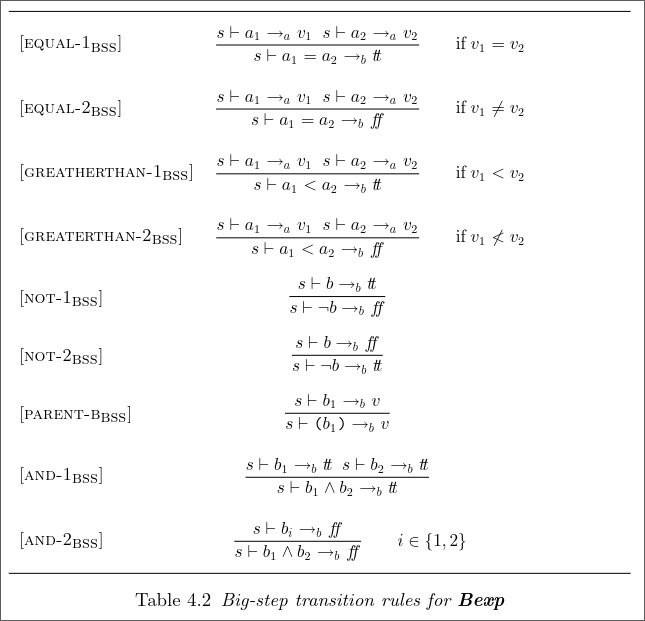 [EQUAL-1BSS] s ⊢ a₁ →ₐ v₁ s ⊢ a₂ →ₐ v₂
s ⊢ a₁ = a₂ →b tt if v₁ = v₂
[EQUAL-2BSS] s ⊢ a₁ →ₐ v₁ s ⊢ a₂ →ₐ v₂
s ⊢ a₁ = a₂ →b ff if v₁ ≠ v₂
[GREATHERTHAN-1BSS] s ⊢ a₁ →ₐ v₁ s ⊢ a₂ →ₐ v₂
s ⊢ a₁ < a₂ →b tt if v₁ < v₂
[GREATERTHAN-2BSS] s ⊢ a₁ →ₐ v₁ s ⊢ a₂ →ₐ v₂
s ⊢ a₁ < a₂ →b ff if v₁ ≮ v₂
[NOT-1BSS] s ⊢ b →b tt
s ⊢ ¬b →b ff
[NOT-2BSS] s ⊢ b →b ff
s ⊢ ¬b →b tt
[PARENT-BBSS] s ⊢ b₁ →b v
s ⊢ (b₁) →b v
[AND-1BSS] s ⊢ b₁ →b tt s ⊢ b₂ →b tt
s ⊢ b₁ ∧ b₂ →b tt
[AND-2BSS] s ⊢ bᵢ →b ff
s ⊢ b₁ ∧ b₂ →b ff i ∈ {1, 2}
Table 4.2 Big-step transition rules for Bexp